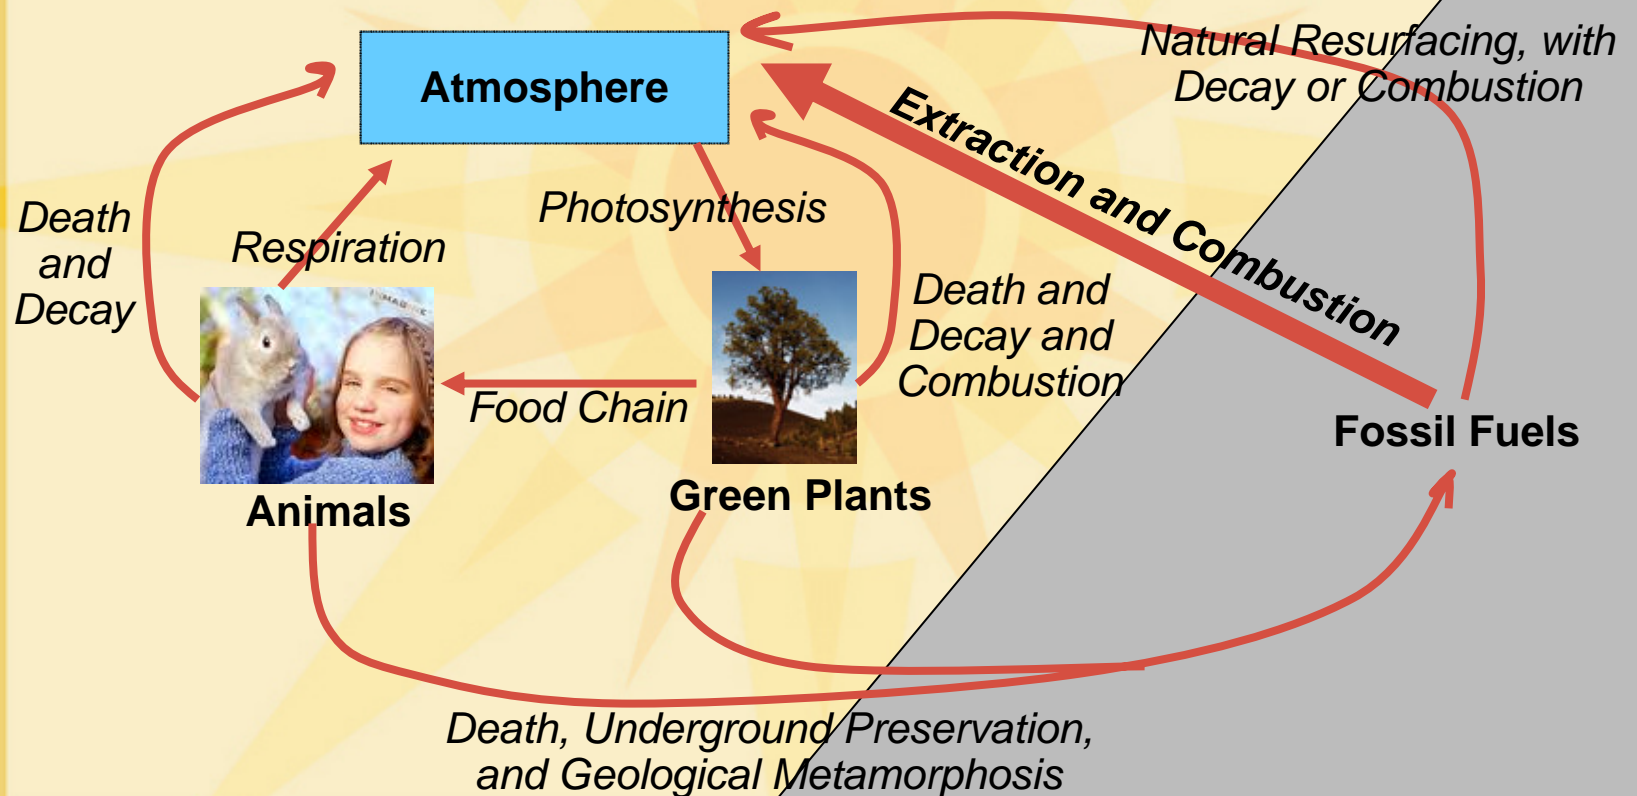 Atmosphere
Natural Resurfacing, with
Decay or Combustion
Extraction and Combustion
Death
and
Decay
Respiration
Photosynthesis
Death and
Decay and
Combustion
Food Chain
Fossil Fuels
Animals
Green Plants
Death, Underground Preservation,
and Geological Metamorphosis